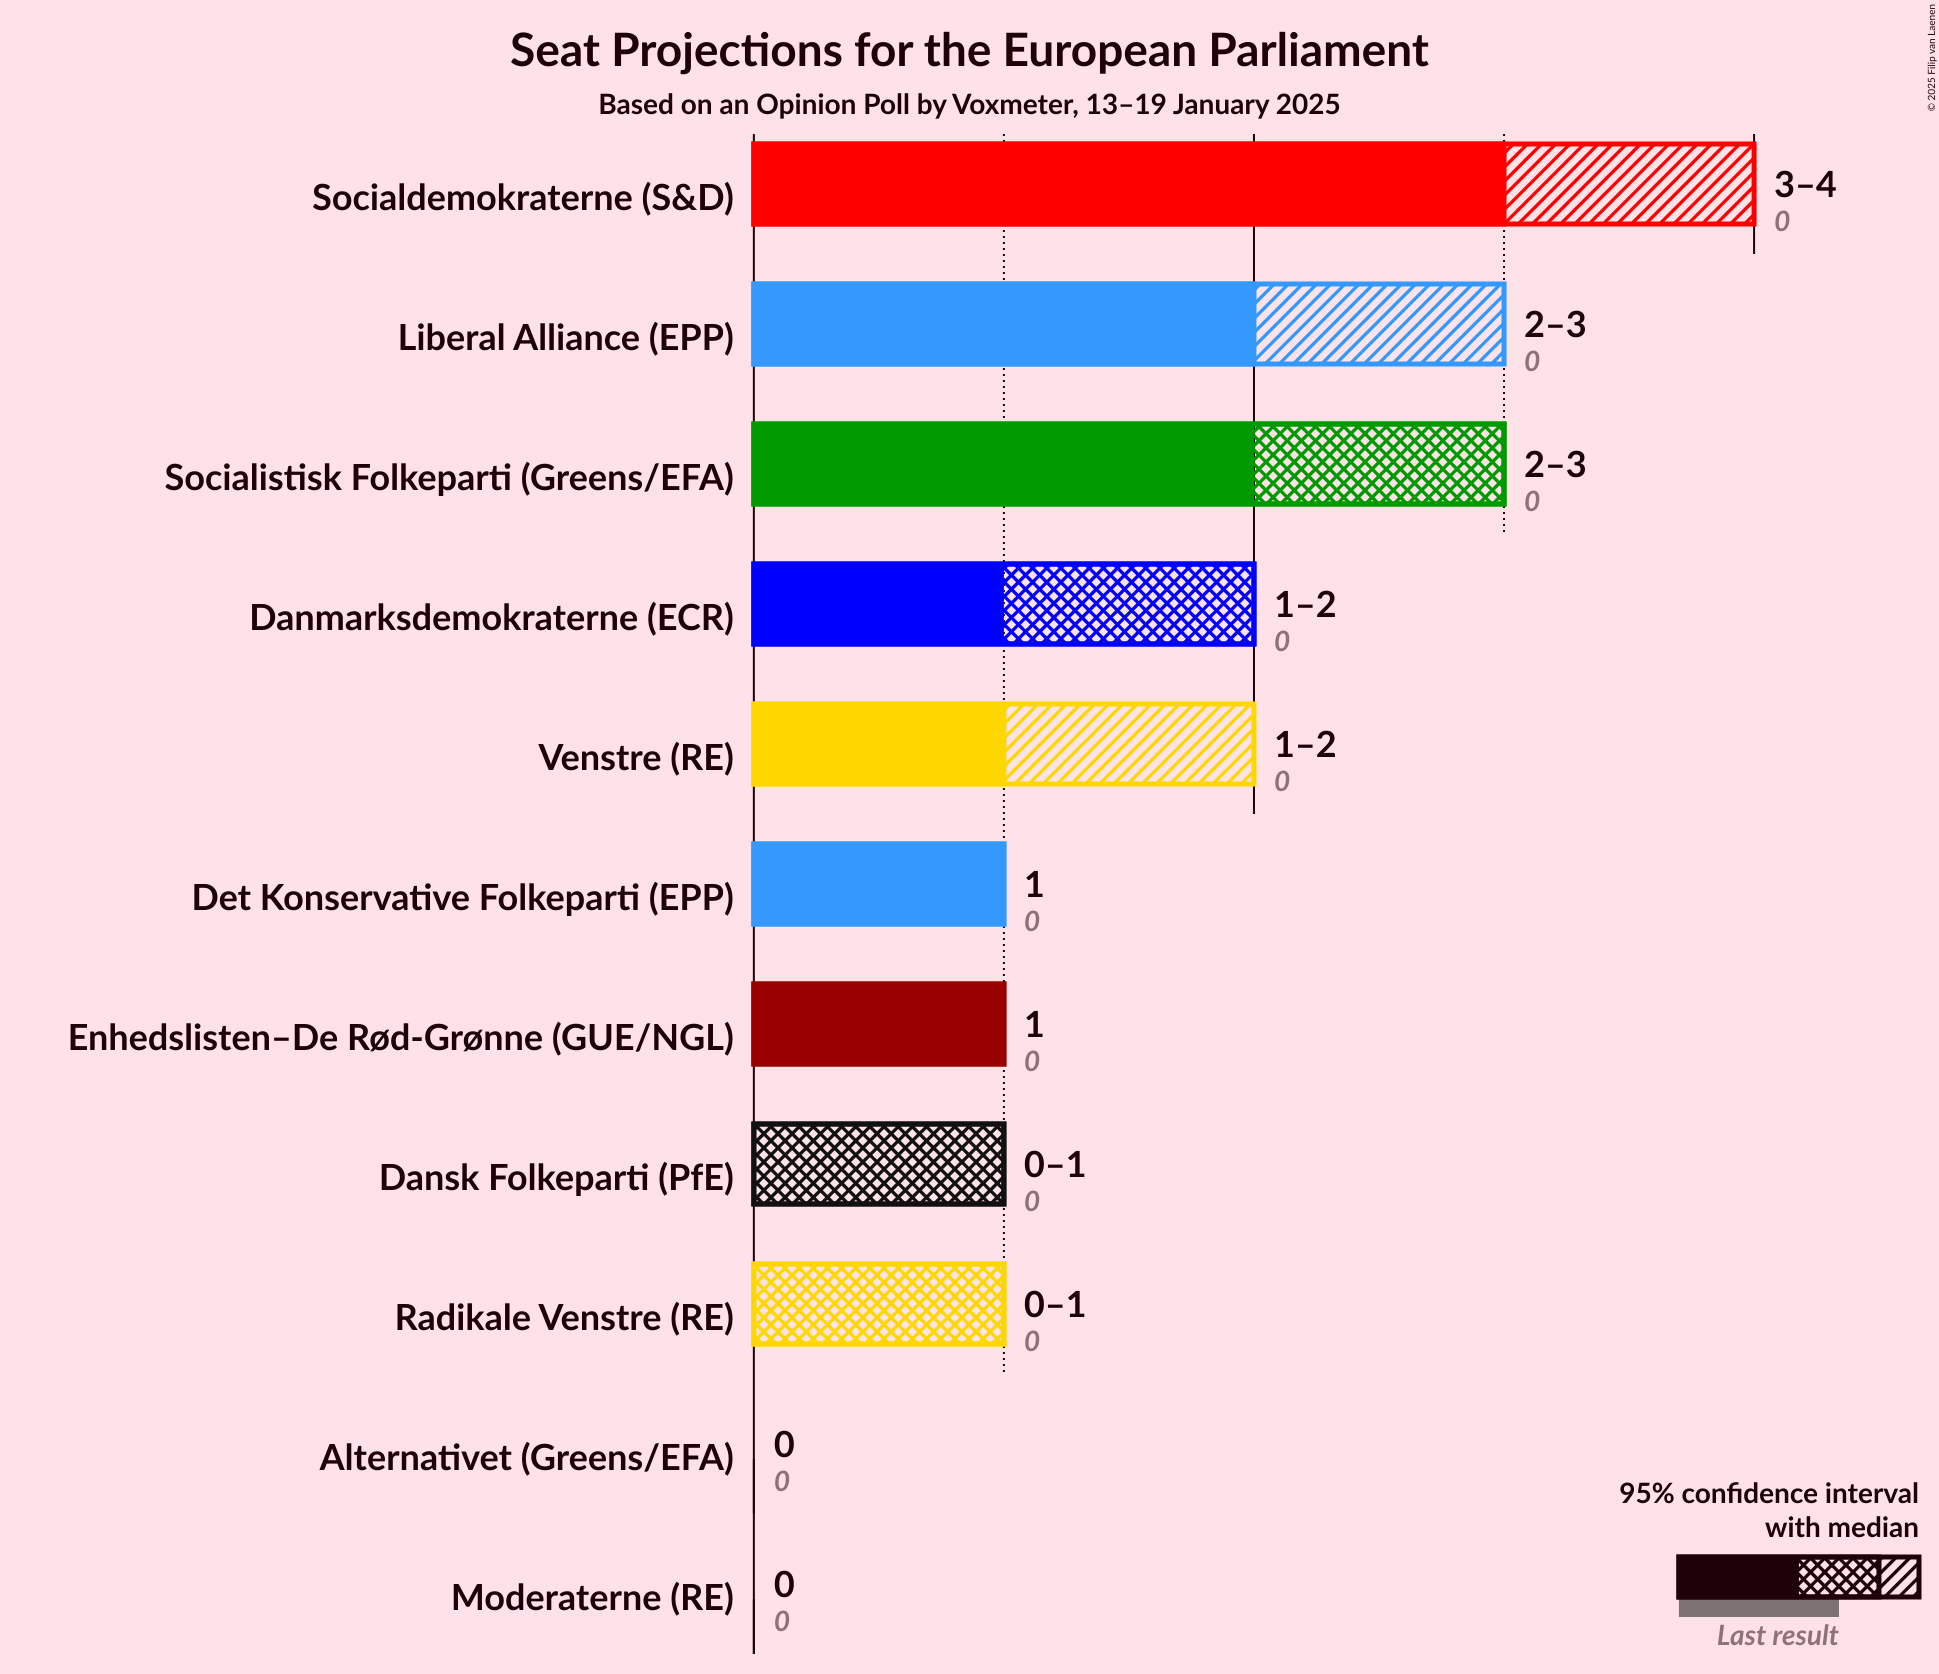 Seat Projections for the European Parliament
Based on an Opinion Poll by Voxmeter, 13–19 January 2025
© 2025 Filip van Laenen
Socialdemokraterne (S&D)
3–4
0
Liberal Alliance (EPP)
2–3
0
Socialistisk Folkeparti (Greens/EFA)
2–3
0
Danmarksdemokraterne (ECR)
1–2
0
Venstre (RE)
1–2
0
Det Konservative Folkeparti (EPP)
1
0
Enhedslisten–De Rød-Grønne (GUE/NGL)
1
0
Dansk Folkeparti (PfE)
0–1
0
Radikale Venstre (RE)
0–1
0
Alternativet (Greens/EFA)
0
0
Moderaterne (RE)
0
0
95% confidence interval
with median
Last result